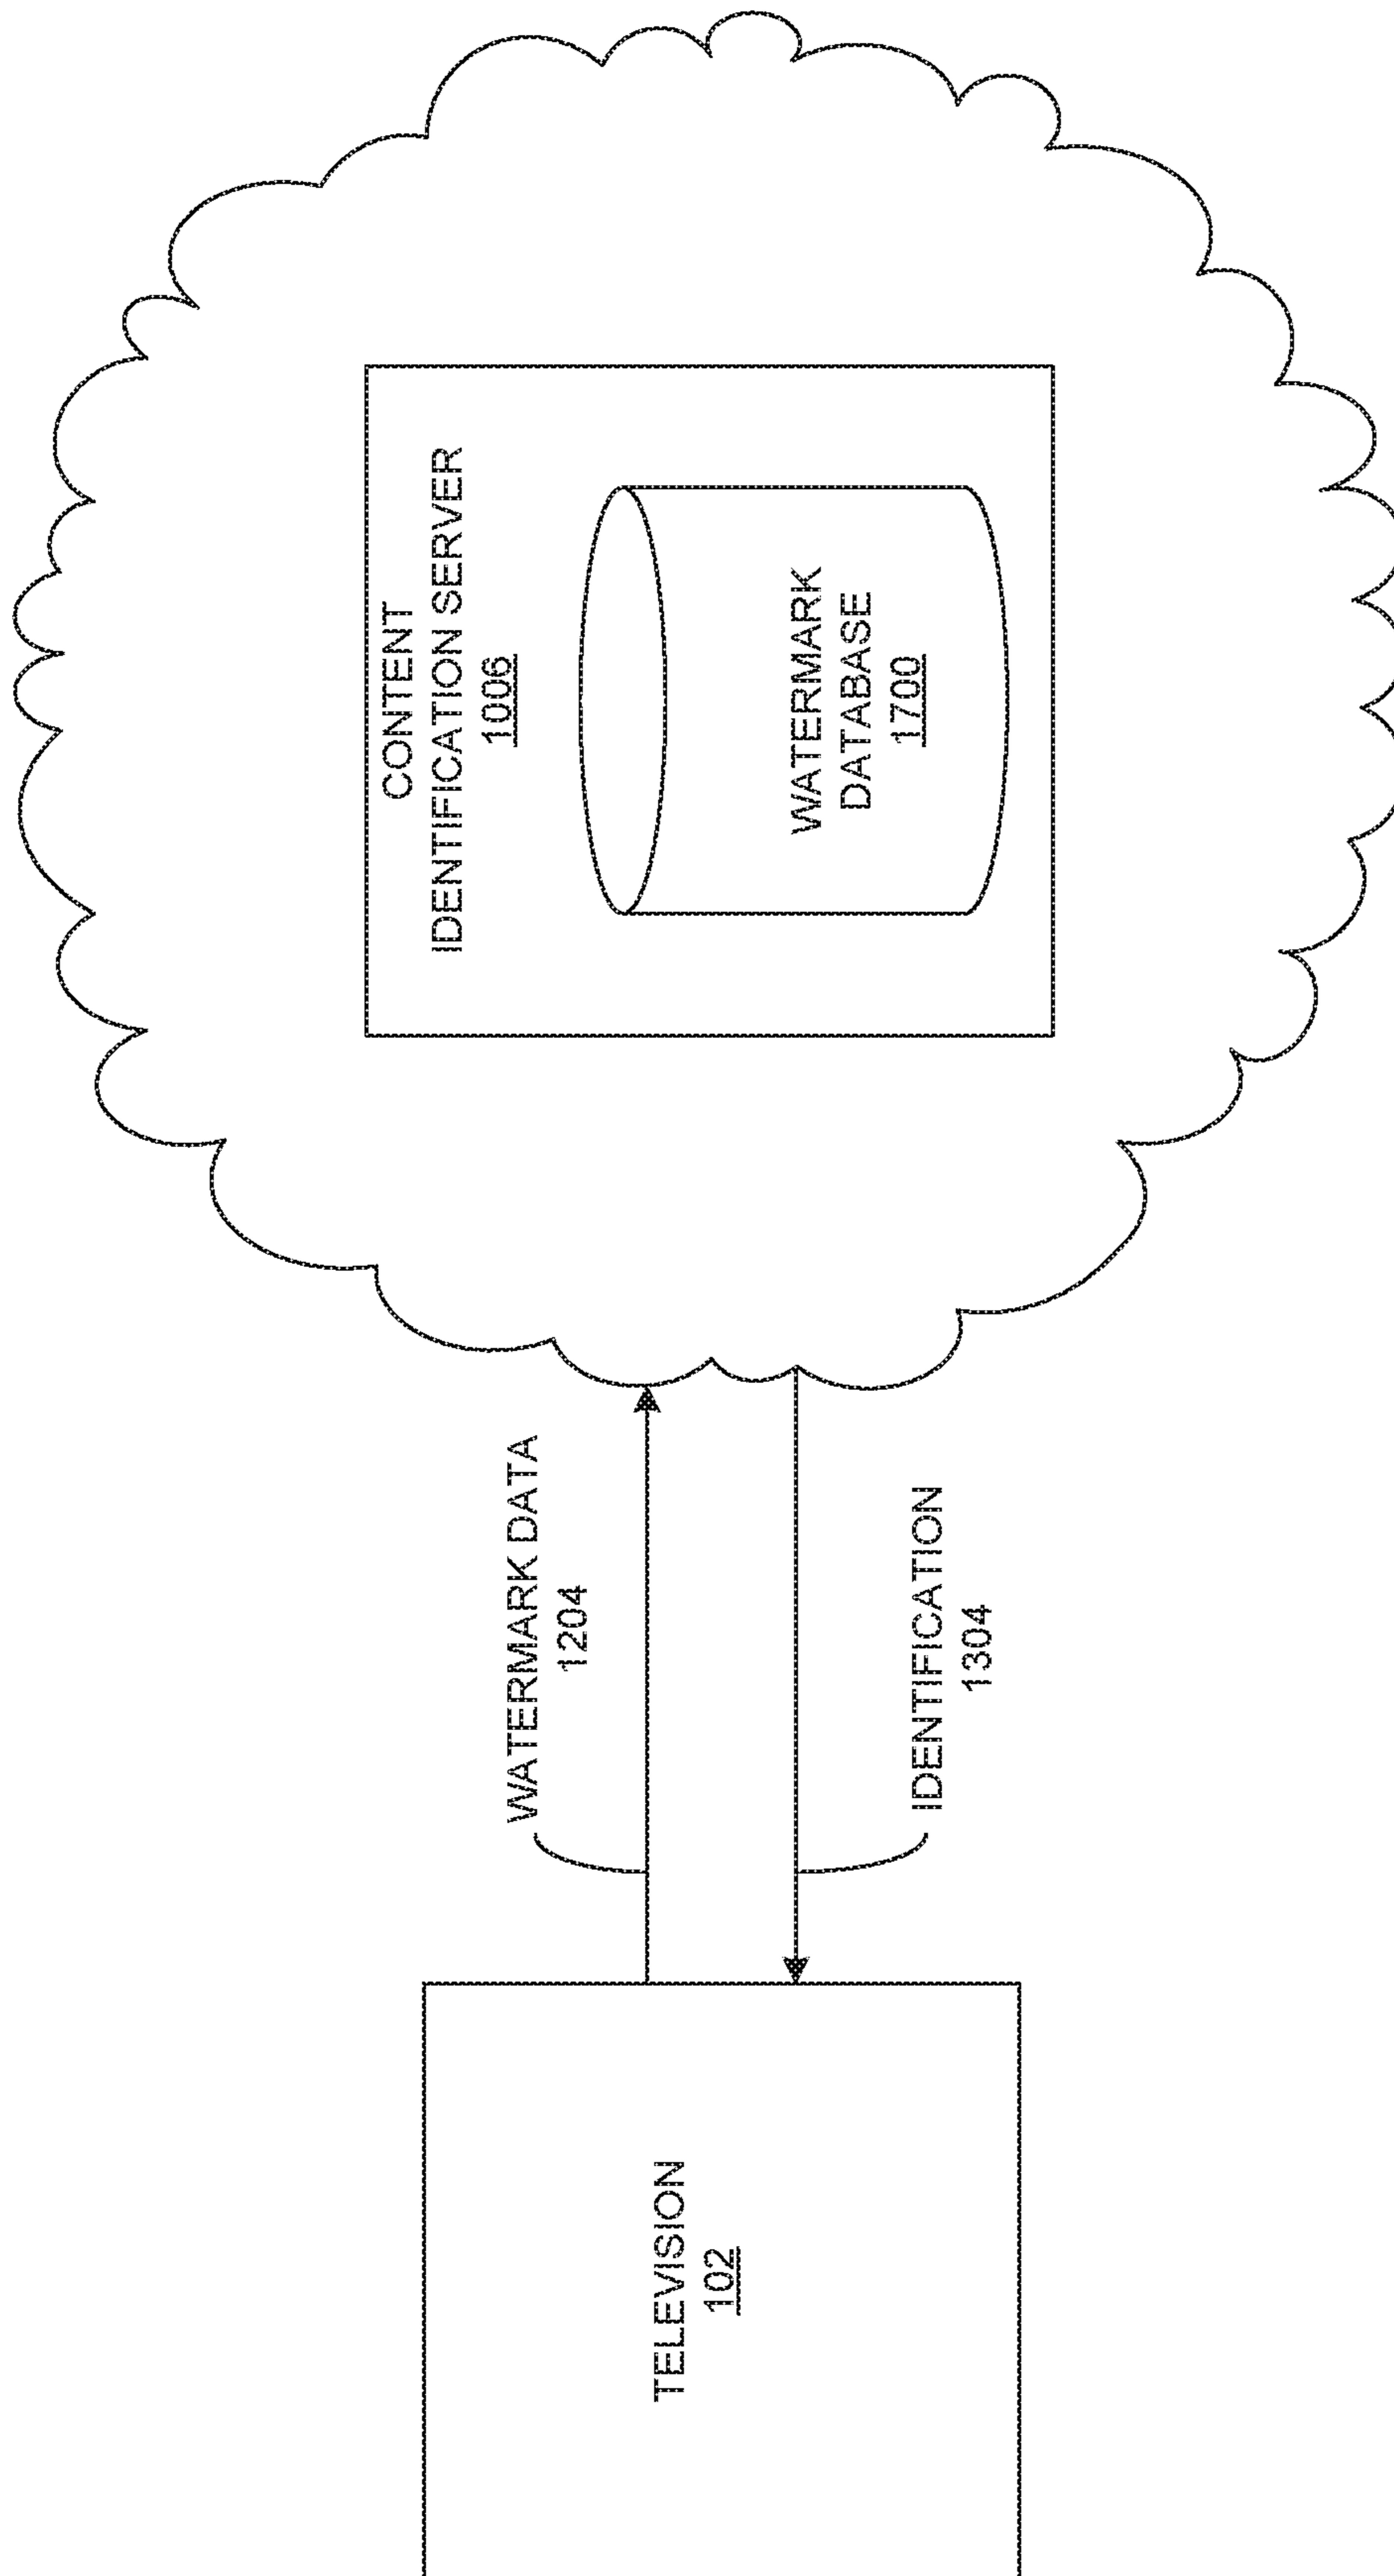 TELEVISION
102
WATERMARK DATA
1204
IDENTIFICATION
1304
CONTENT
IDENTIFICATION SERVER
1006
WATERMARK
DATABASE
1700